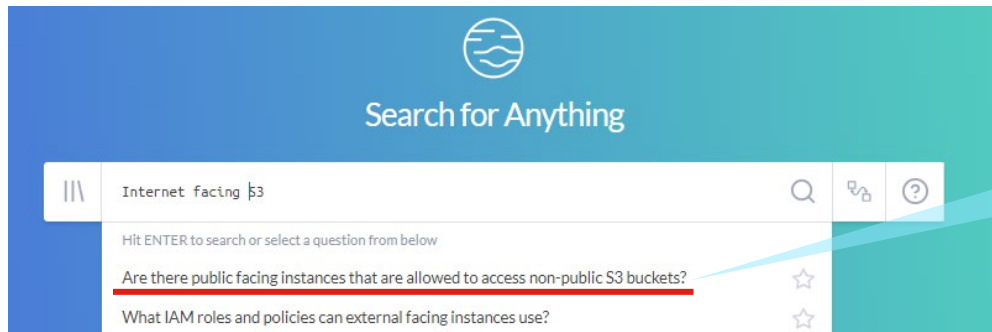 Search for Anything
Internet facing S3
Hit ENTER to search or select a question from below
Are there public facing instances that are allowed to access non-public S3 buckets?
What IAM roles and policies can external facing instances use?